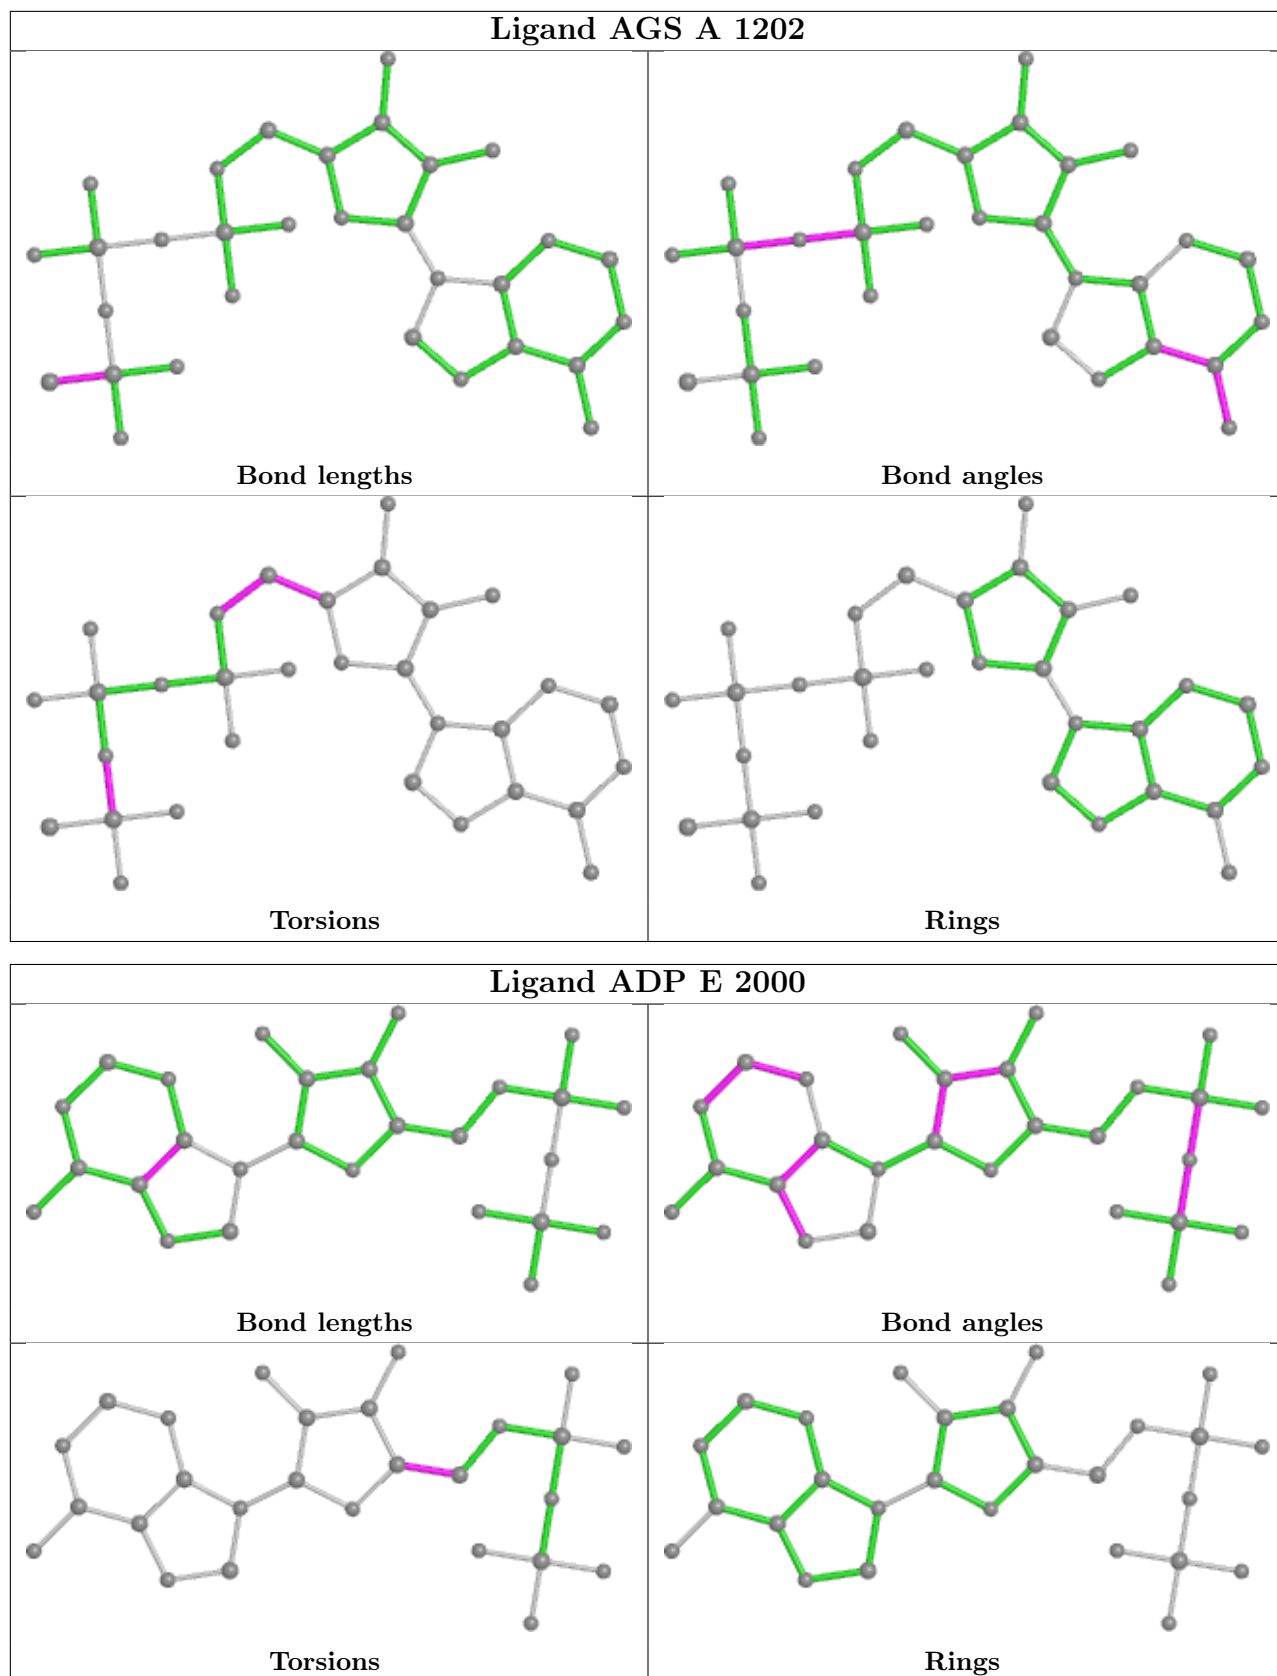 Ligand AGS A 1202
Bond lengths
Bond angles
Torsions
Rings
Ligand ADP E 2000
Bond lengths
Bond angles
Torsions
Rings